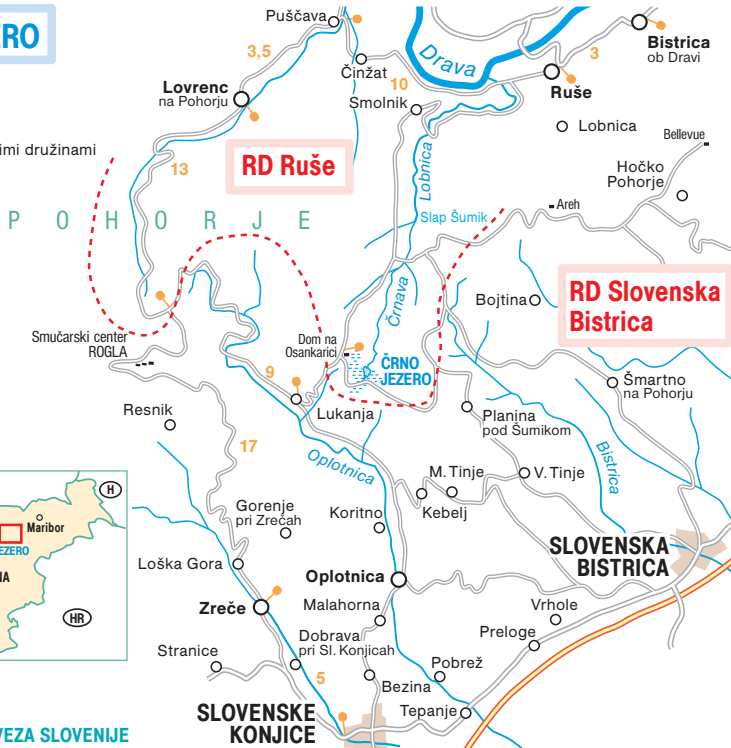 ERO
Puščava
3,5
Činžat
10
Drava
3
Bistrica
ob Dravi
Ruše
Lovrenc
na Pohorju
Smolnik
Lobnica
Bellevue
imi družinami
13
RD Ruše
Lobnica
Hočko
Pohorje
POHORJE
Slap Šumik
Areh
Črnava
Bojtina
RD Slovenska
Bistrica
Smučarski center
ROGLA
Dom na
Osankarici
ČRNO
JEZERO
9
Šmartno
na Pohorju
Resnik
Lukanja
Planina
pod Šumikom
17
Oplotnica
Bistrica
M. Tinje
V. Tinje
Kebelj
H
Maribor
JEZERO
NA
HR
Gorenje
pri Zrečah
Koritno
SLOVENSKA
BISTRICA
Loška Gora
Oplotnica
Zreče
Malahorna
Vrhole
Preloge
Stranice
Dobrava
pri Sl. Konjicah
5
Pobrež
Bezina
Tepanje
SLOVENSKE
KONJICE
VEZA SLOVENIJE